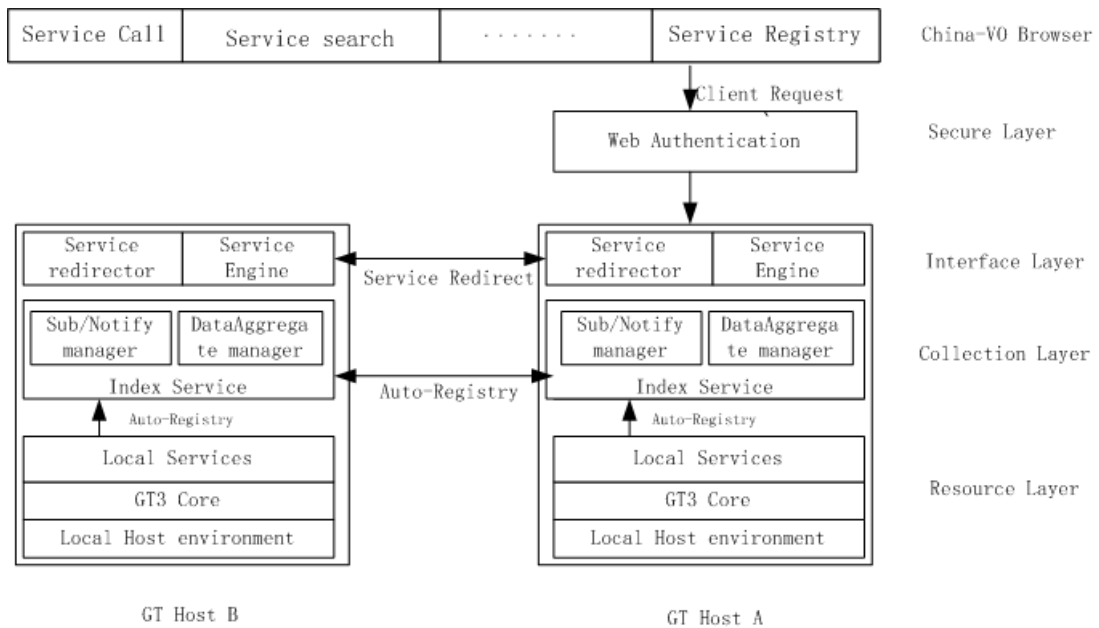 Service Call
Service search
.......
Service Registry
China-VO Browser
Client Request
Web Authentication
Secure Layer
Service
redirector
Service
Engine
Service Redirect
Service
redirector
Service
Engine
Interface Layer
Sub/Notify
manager
DataAggrega
te manager
Index Service
Auto-Registry
Sub/Notify
manager
DataAggrega
te manager
Index Service
Collection Layer
Auto-Registry
Auto-Registry
Local Services
GT3 Core
Local Host environment
Local Services
GT3 Core
Local Host environment
Resource Layer
GT Host B
GT Host A